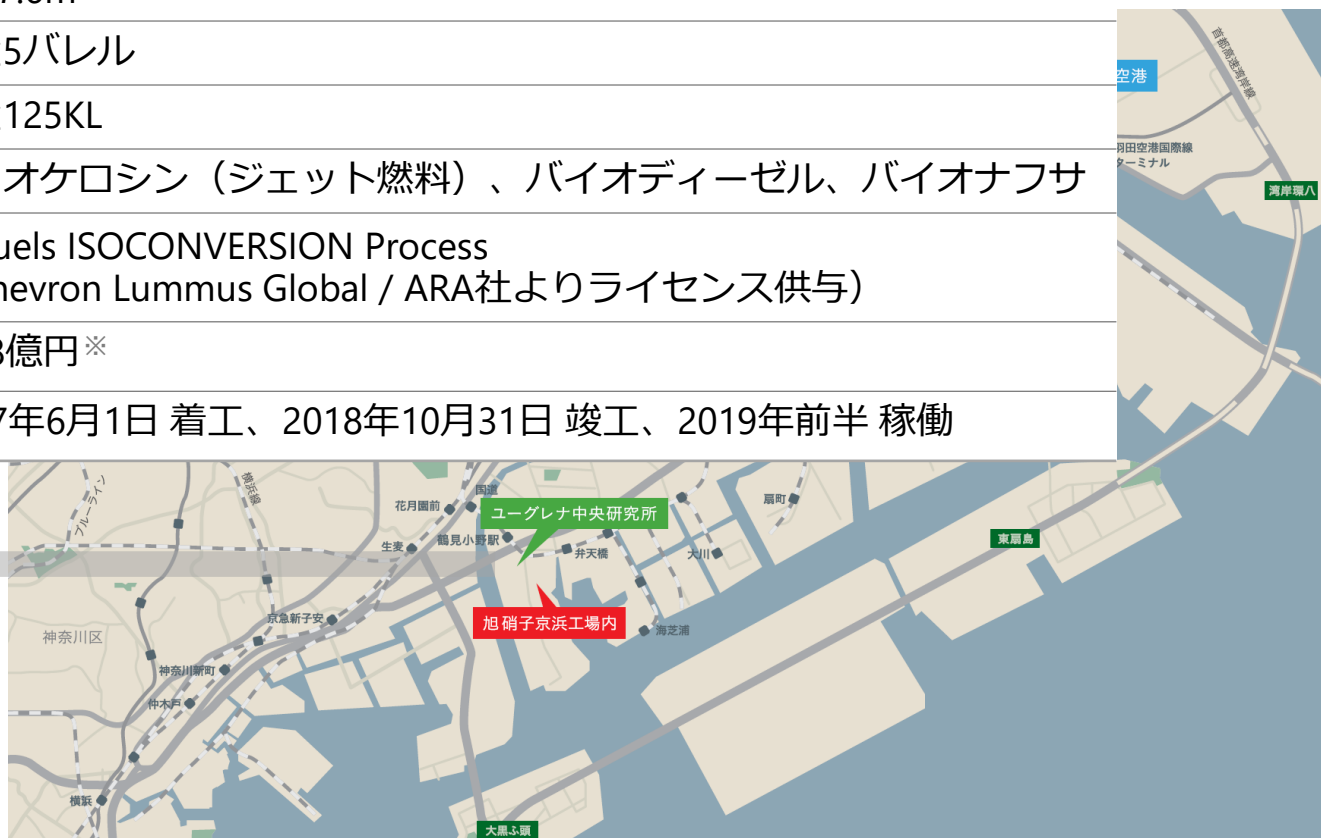 7.6m
5バレル
125KL
オケロシン（ジェット燃料）、バイオディーゼル、バイオナフサ
uels ISOCONVERSION Process
hevron Lummus Global / ARA社よりライセンス供与）
億円※
7年6月1日 着工、2018年10月31日 竣工、2019年前半 稼働
首都高速湾岸線
空港
羽田空港国際線
ターミナル
湾岸環八
ブルーライン
横浜線
国道
花月園前
ユーグレナ中央研究所
扇町
生麦
鶴見小野駅
弁天橋
大川
東扇島
京急新子安
旭硝子京浜工場内
海芝浦
神奈川区
神奈川新町
仲木戸
横浜
大黒ふ頭